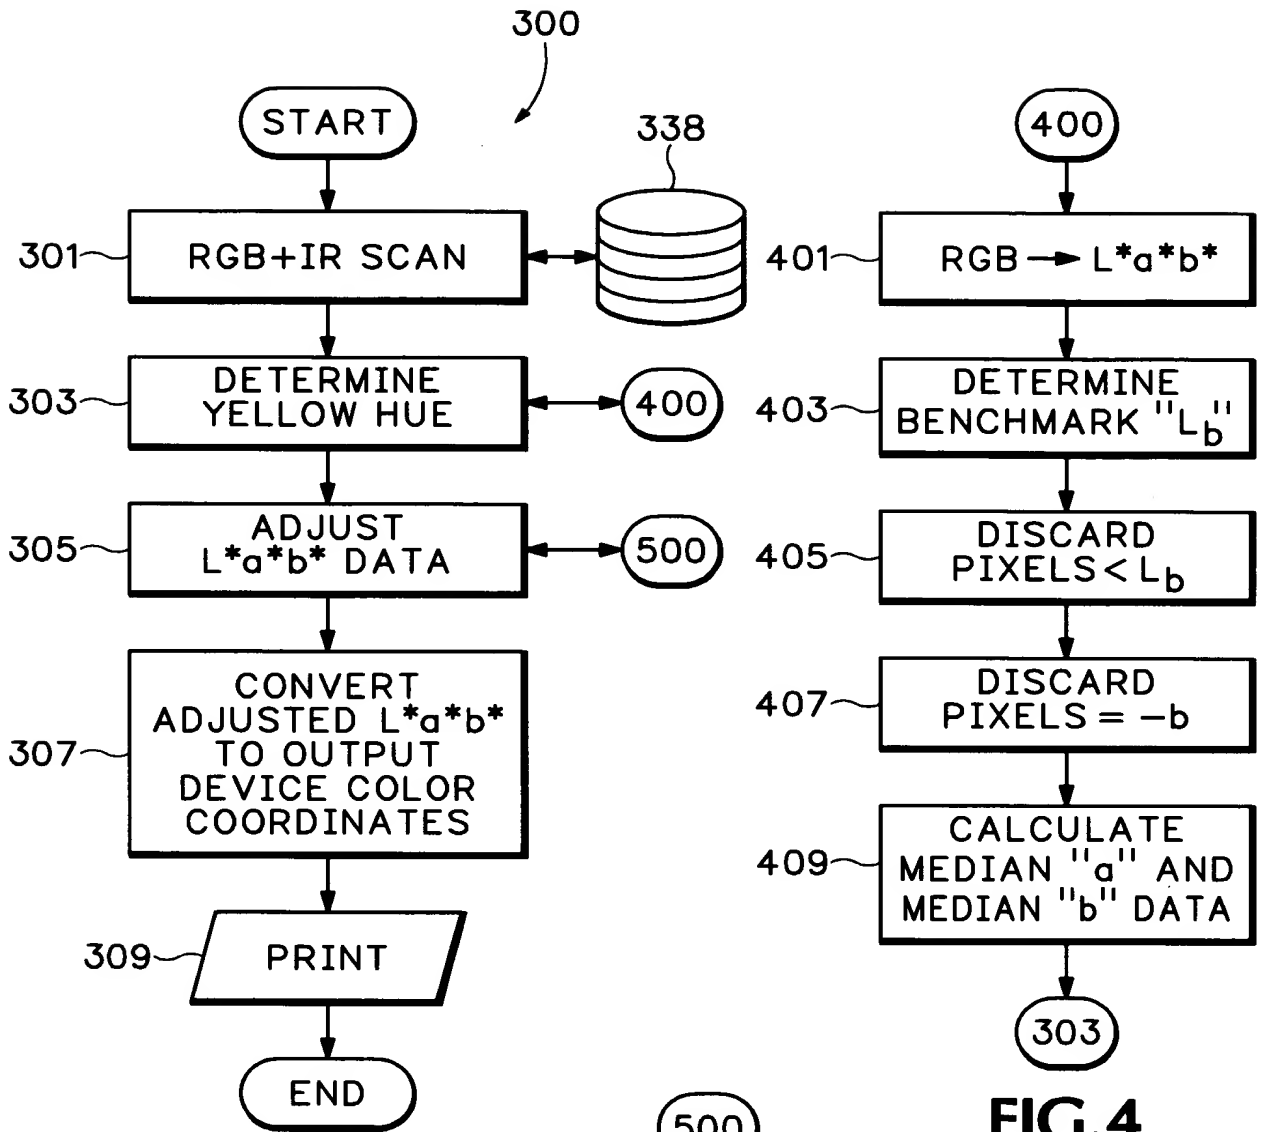 300
START
338
301
RGB+IR SCAN
303
DETERMINE
YELLOW HUE
400
305
ADJUST
L*a*b* DATA
500
307
CONVERT
ADJUSTED L*a*b*
TO OUTPUT
DEVICE COLOR
COORDINATES
309
PRINT
END
400
401
RGB → L*a*b*
403
DETERMINE
BENCHMARK "Lb"
405
DISCARD
PIXELS < Lb
407
DISCARD
PIXELS = -b
409
CALCULATE
MEDIAN "a" AND
MEDIAN "b" DATA
303
500
FIG.4